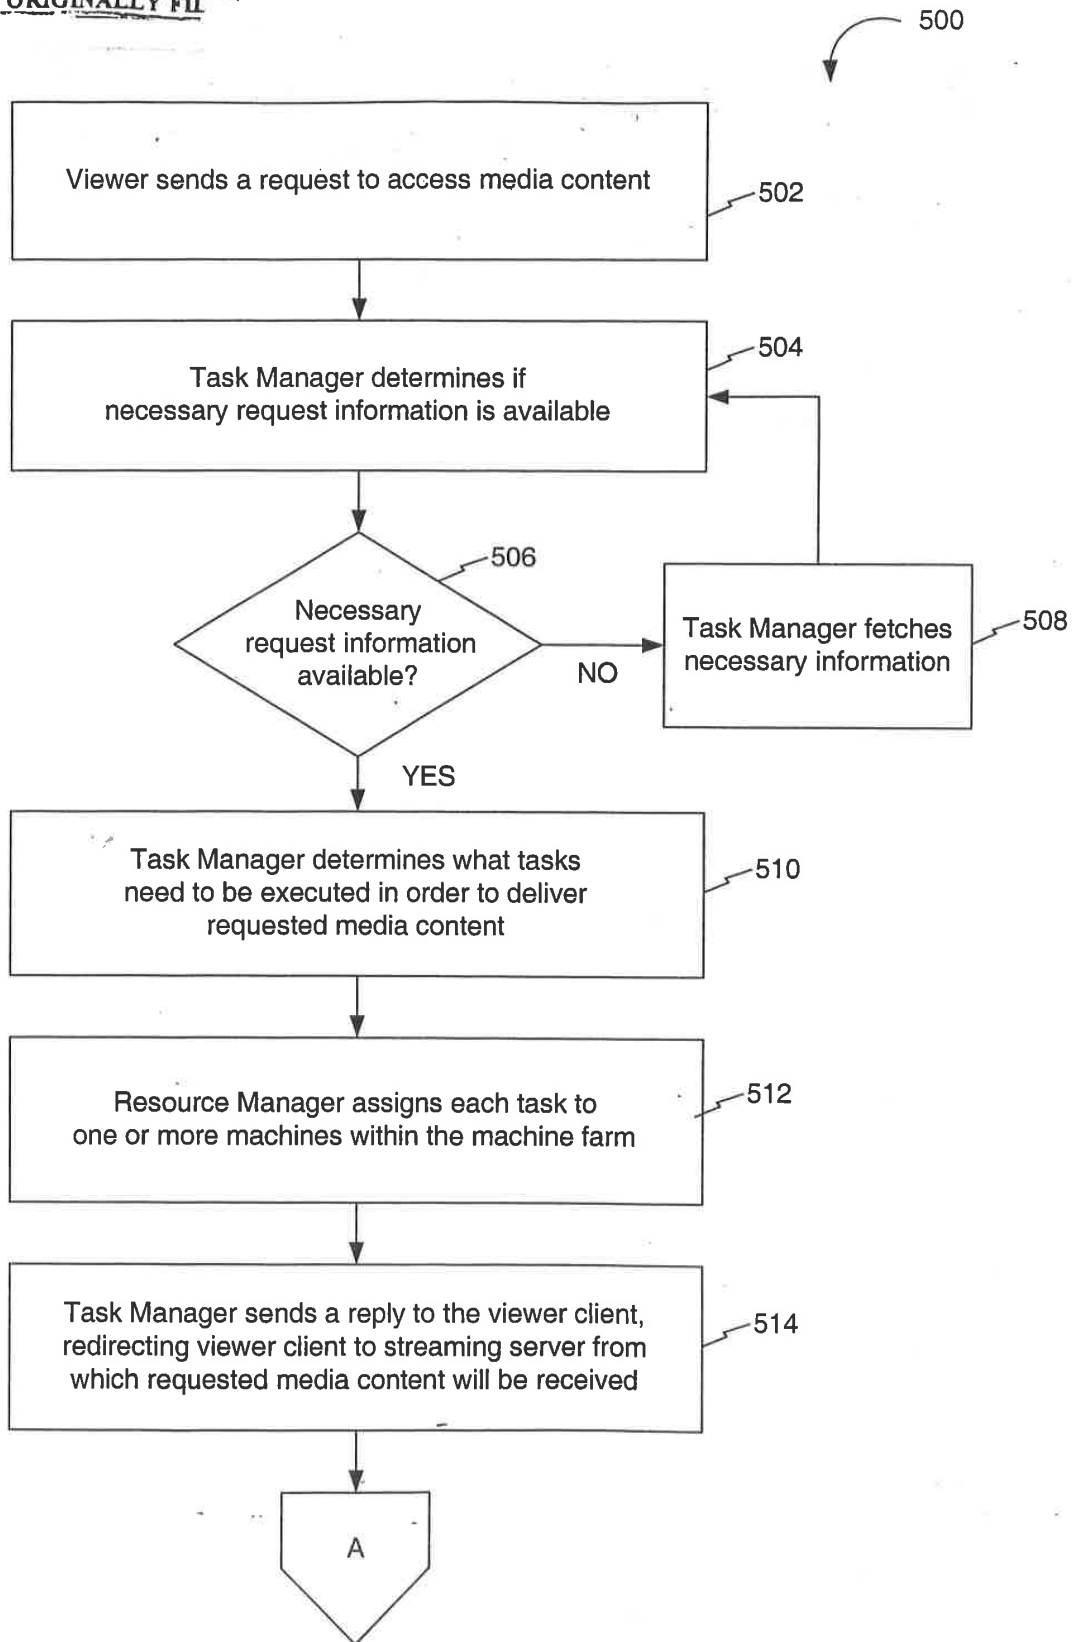 ORIGINALLY FIL
500
Viewer sends a request to access media content
502
504
Task Manager determines if
necessary request information is available
506
Necessary
request information
available?
NO
Task Manager fetches
necessary information
508
YES
Task Manager determines what tasks
need to be executed in order to deliver
requested media content
510
Resource Manager assigns each task to
one or more machines within the machine farm
512
Task Manager sends a reply to the viewer client,
redirecting viewer client to streaming server from
which requested media content will be received
514
A